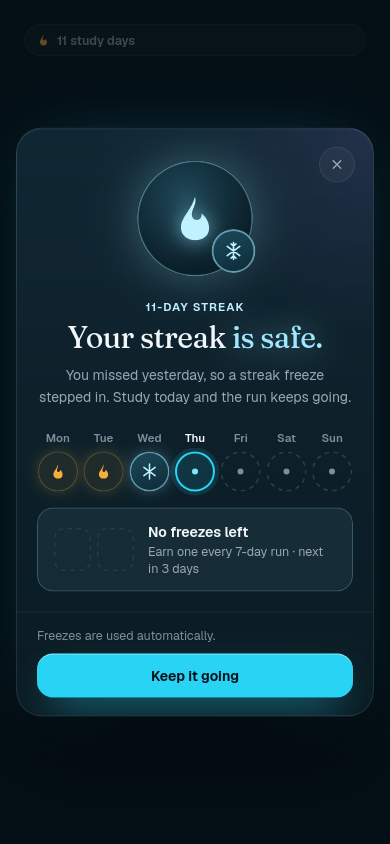 11 study days
11-DAY STREAK
Your streak is safe.
You missed yesterday, so a streak freeze
stepped in. Study today and the run keeps going.
Mon Tue Wed Thu Fri Sat Sun
No freezes left
Earn one every 7-day run · next
in 3 days
Freezes are used automatically.
Keep it going